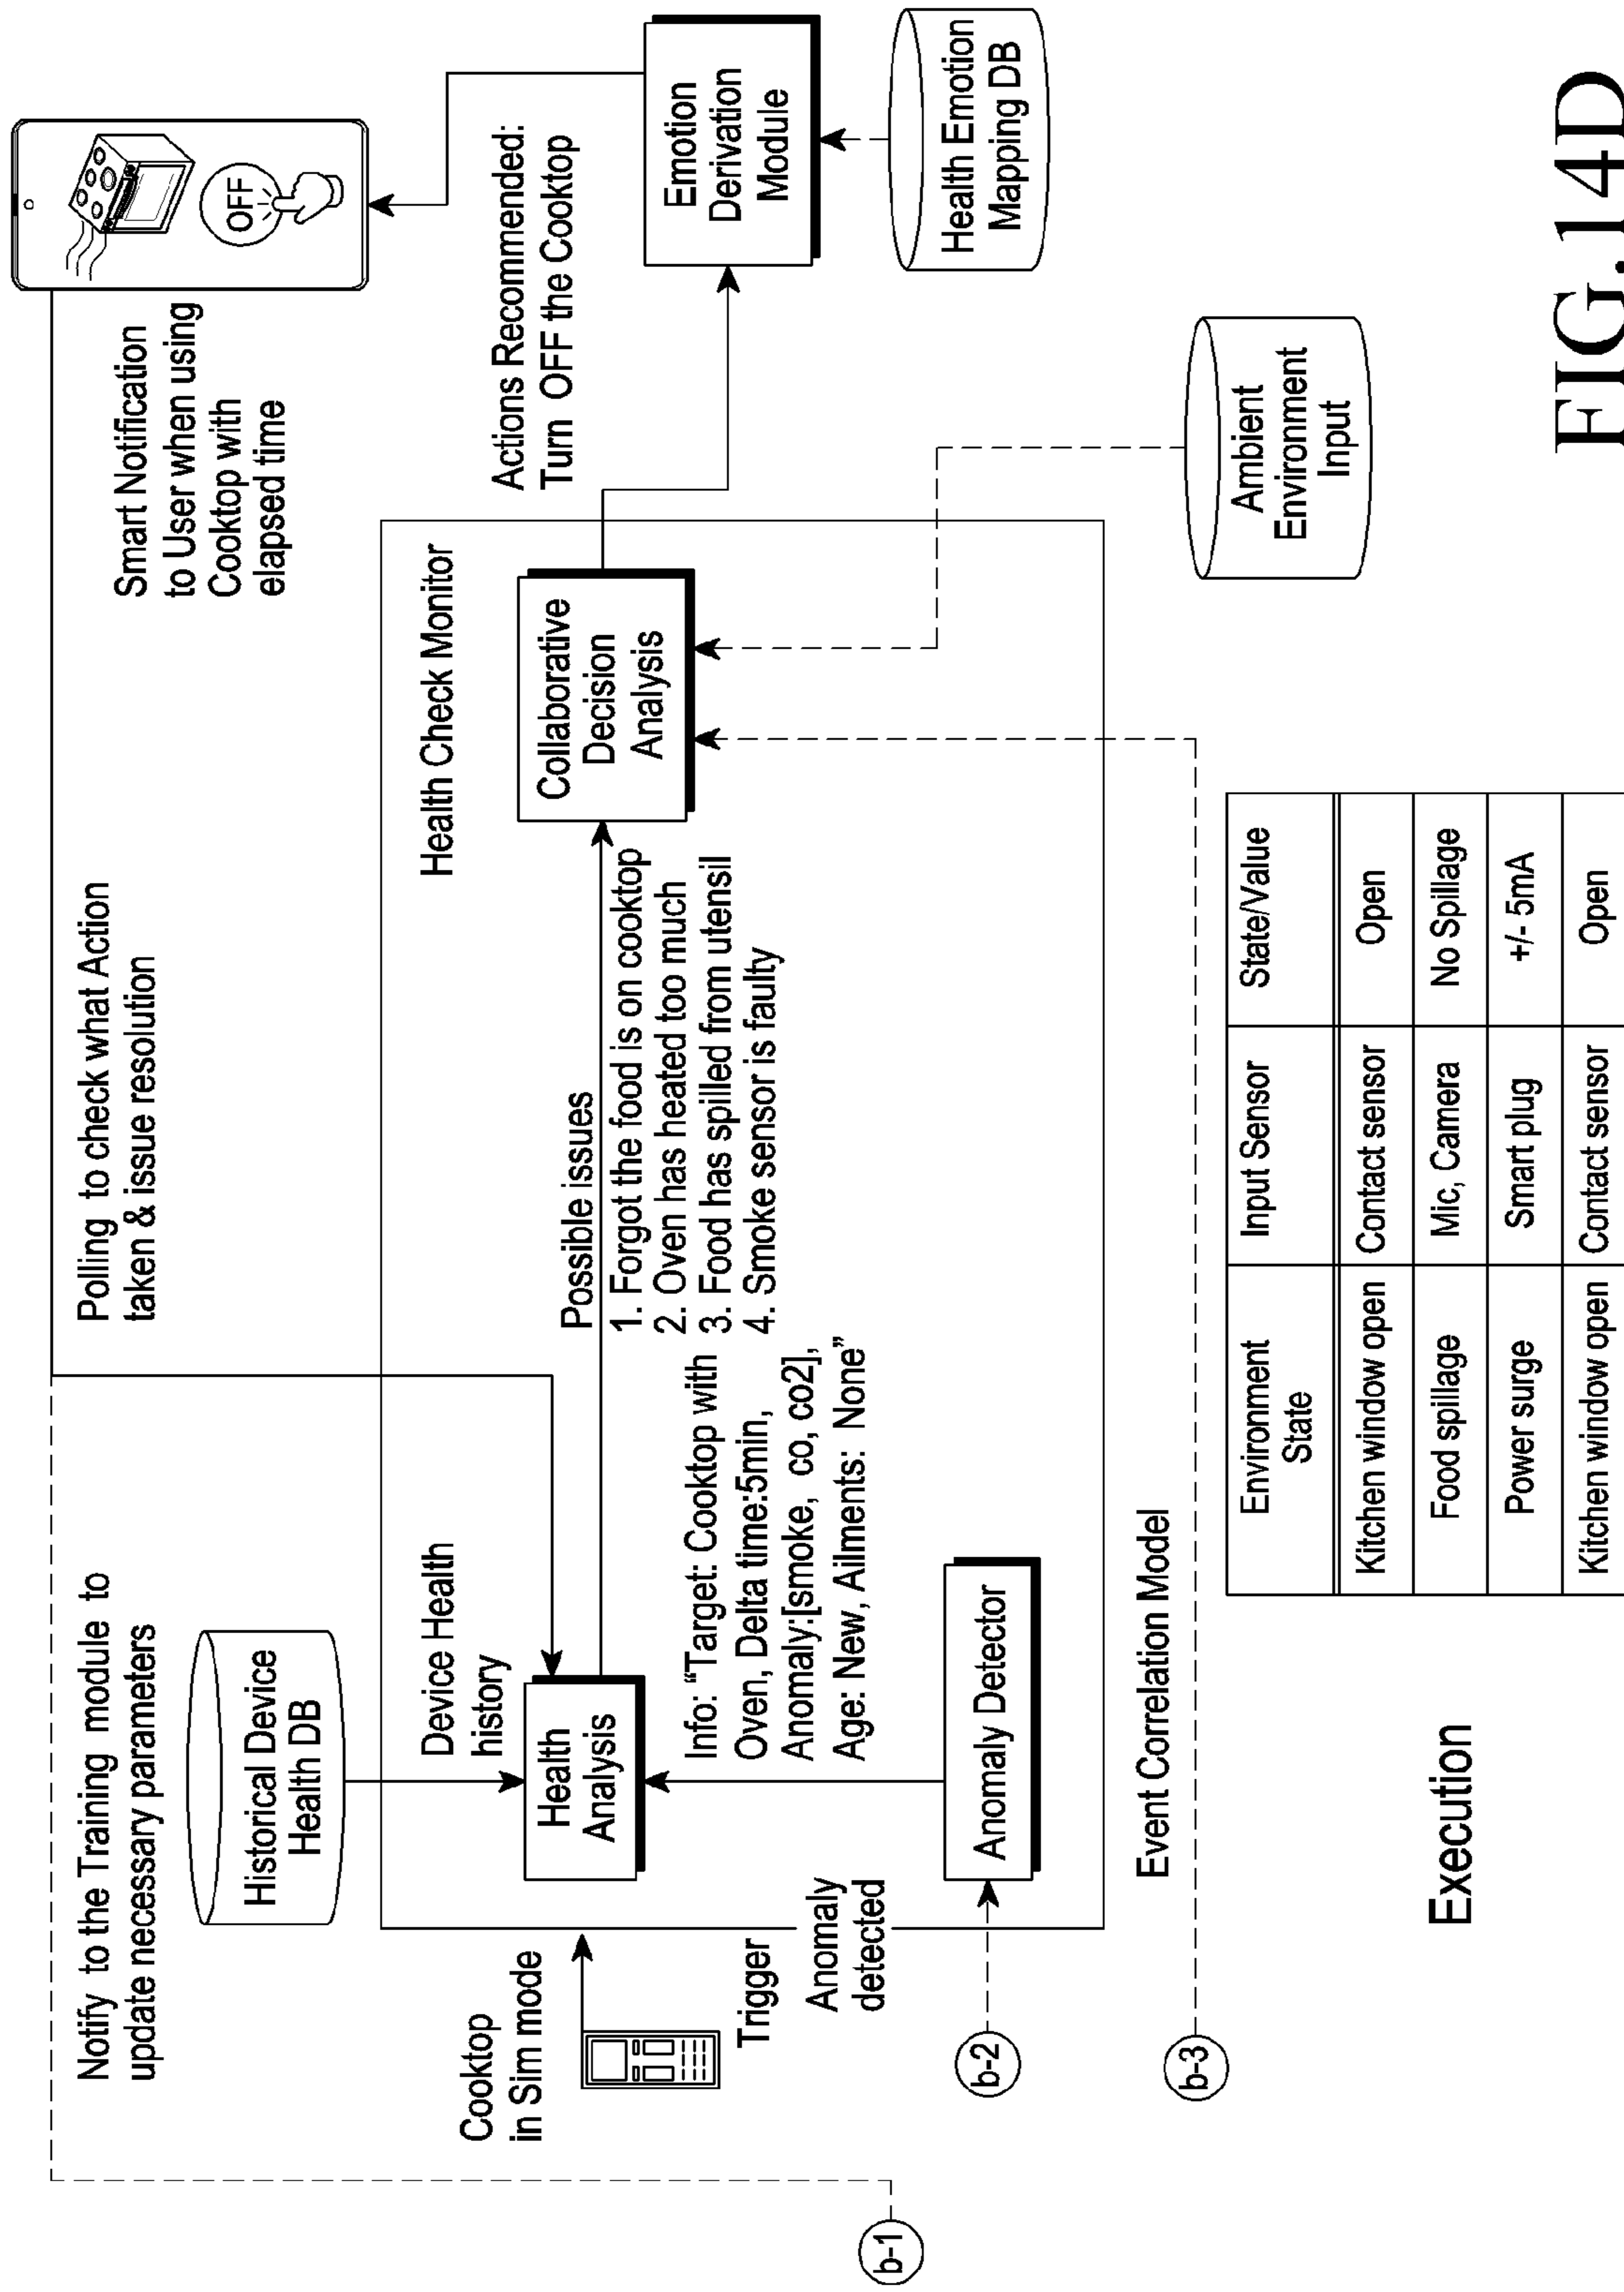 Notify to the Training module to
update necessary parameters
Polling to check what Action
taken & issue resolution
Smart Notification
to User when using
Cooktop with
elapsed time
OFF
Historical Device
Health DB
Device Health
history
Cooktop
in Sim mode
Trigger
Anomaly
detected
Health Check Monitor
Health
Analysis
Possible issues
1. Forgot the food is on cooktop
2. Oven has heated too much
3. Food has spilled from utensil
4. Smoke sensor is faulty
Info: “Target: Cooktop with
Oven, Delta time:5min,
Anomaly:[smoke, co, co2],
Age: New, Ailments: None”
Collaborative
Decision
Analysis
Actions Recommended:
Turn OFF the Cooktop
Emotion
Derivation
Module
Health Emotion
Mapping DB
Anomaly Detector
b-1
b-2
b-3
Event Correlation Model
Ambient
Environment
Input
Execution
Environment
State
Input Sensor
State/Value
Kitchen window open
Contact sensor
Open
Food spillage
Mic, Camera
No Spillage
Power surge
Smart plug
+/- 5mA
Kitchen window open
Contact sensor
Open
FIG.14D